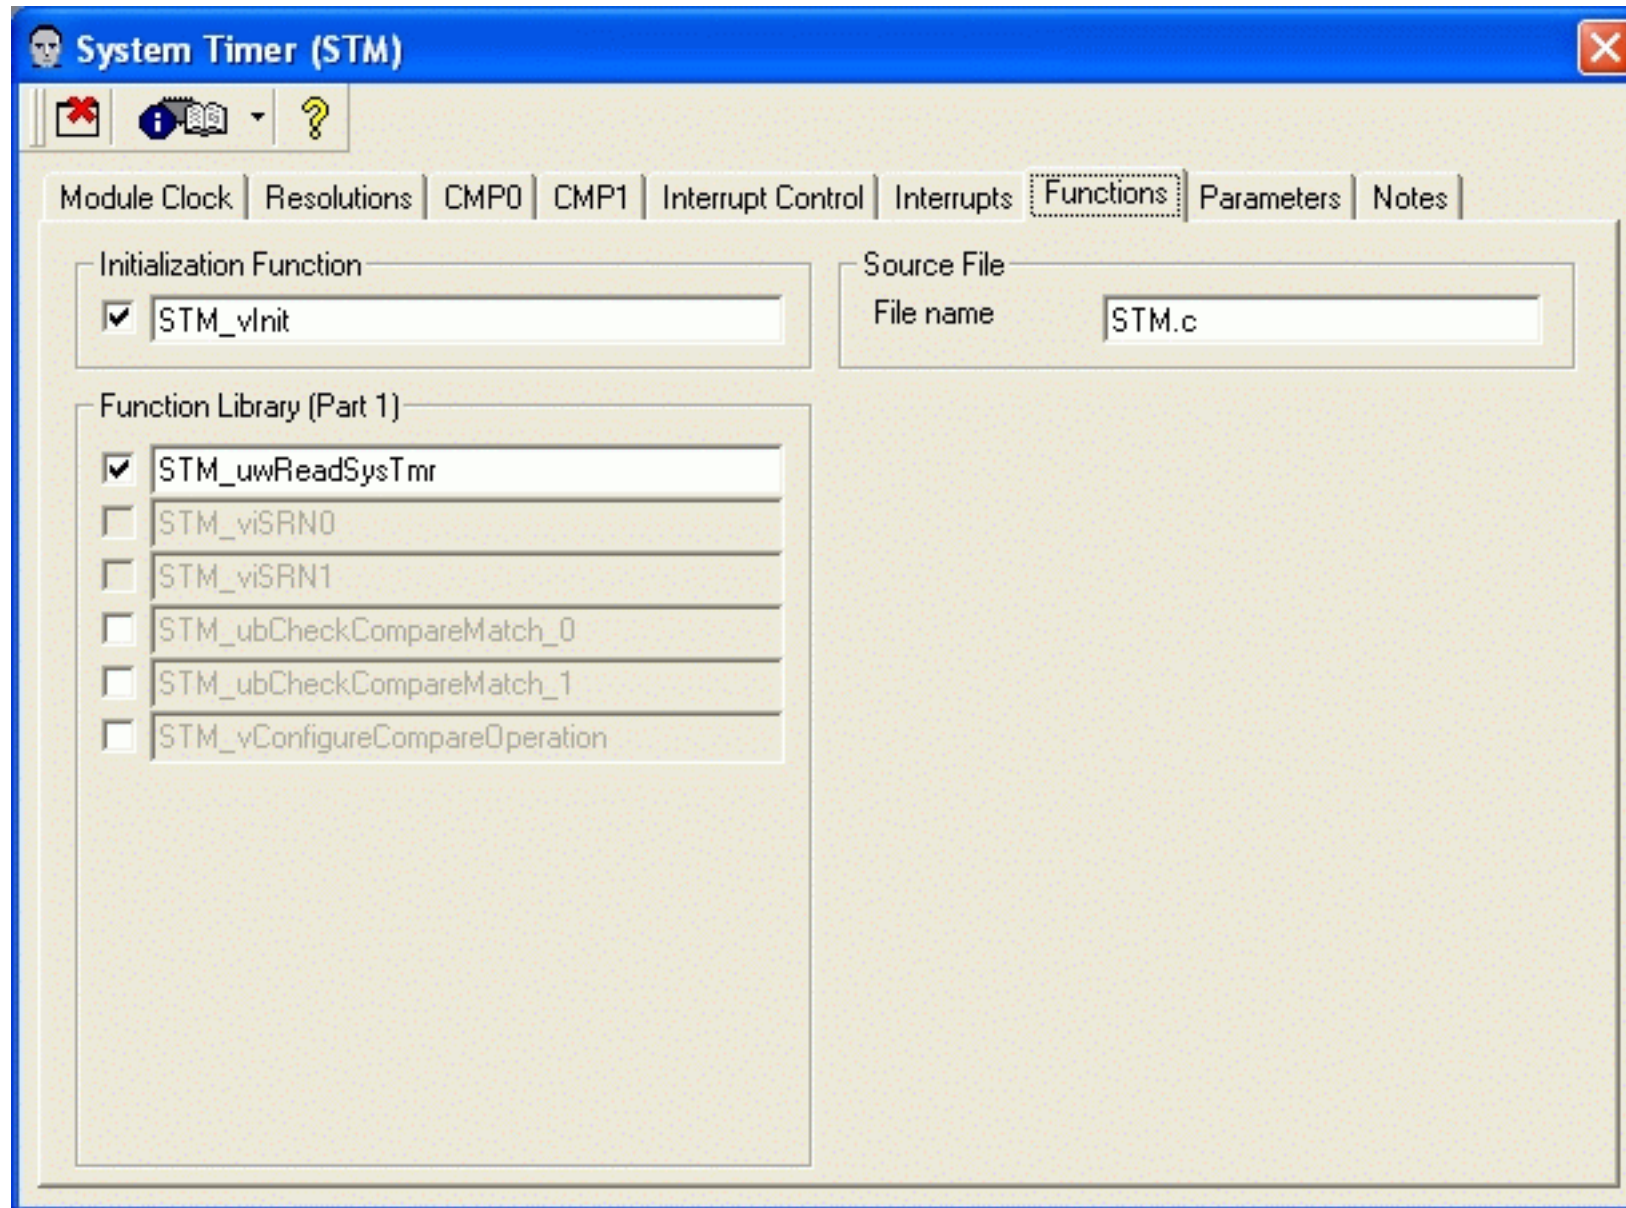 System Timer (STM)
Module Clock Resolutions CMP0 CMP1 Interrupt Control Interrupts Functions Parameters Notes
Initialization Function
STM_vInit
Source File
File name STM.c
Function Library (Part 1)
STM_uwReadSysTmr
STM_viSRN0
STM_viSRN1
STM_ubCheckCompareMatch_0
STM_ubCheckCompareMatch_1
STM_vConfigureCompareOperation